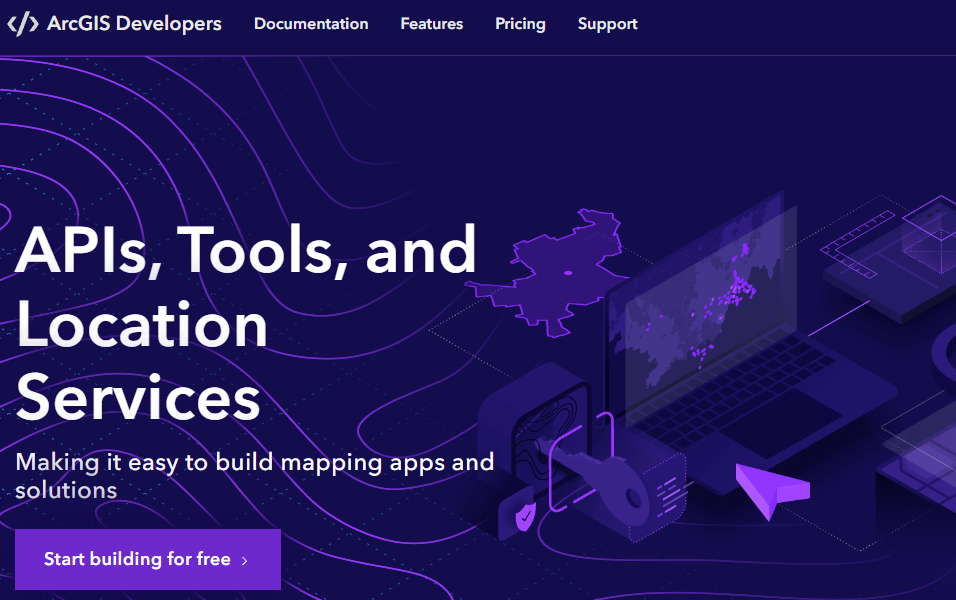 ArcGIS Developers Documentation Features Pricing Support
APIs, Tools, and
Location
Services
Making it easy to build mapping apps and
solutions
Start building for free ›